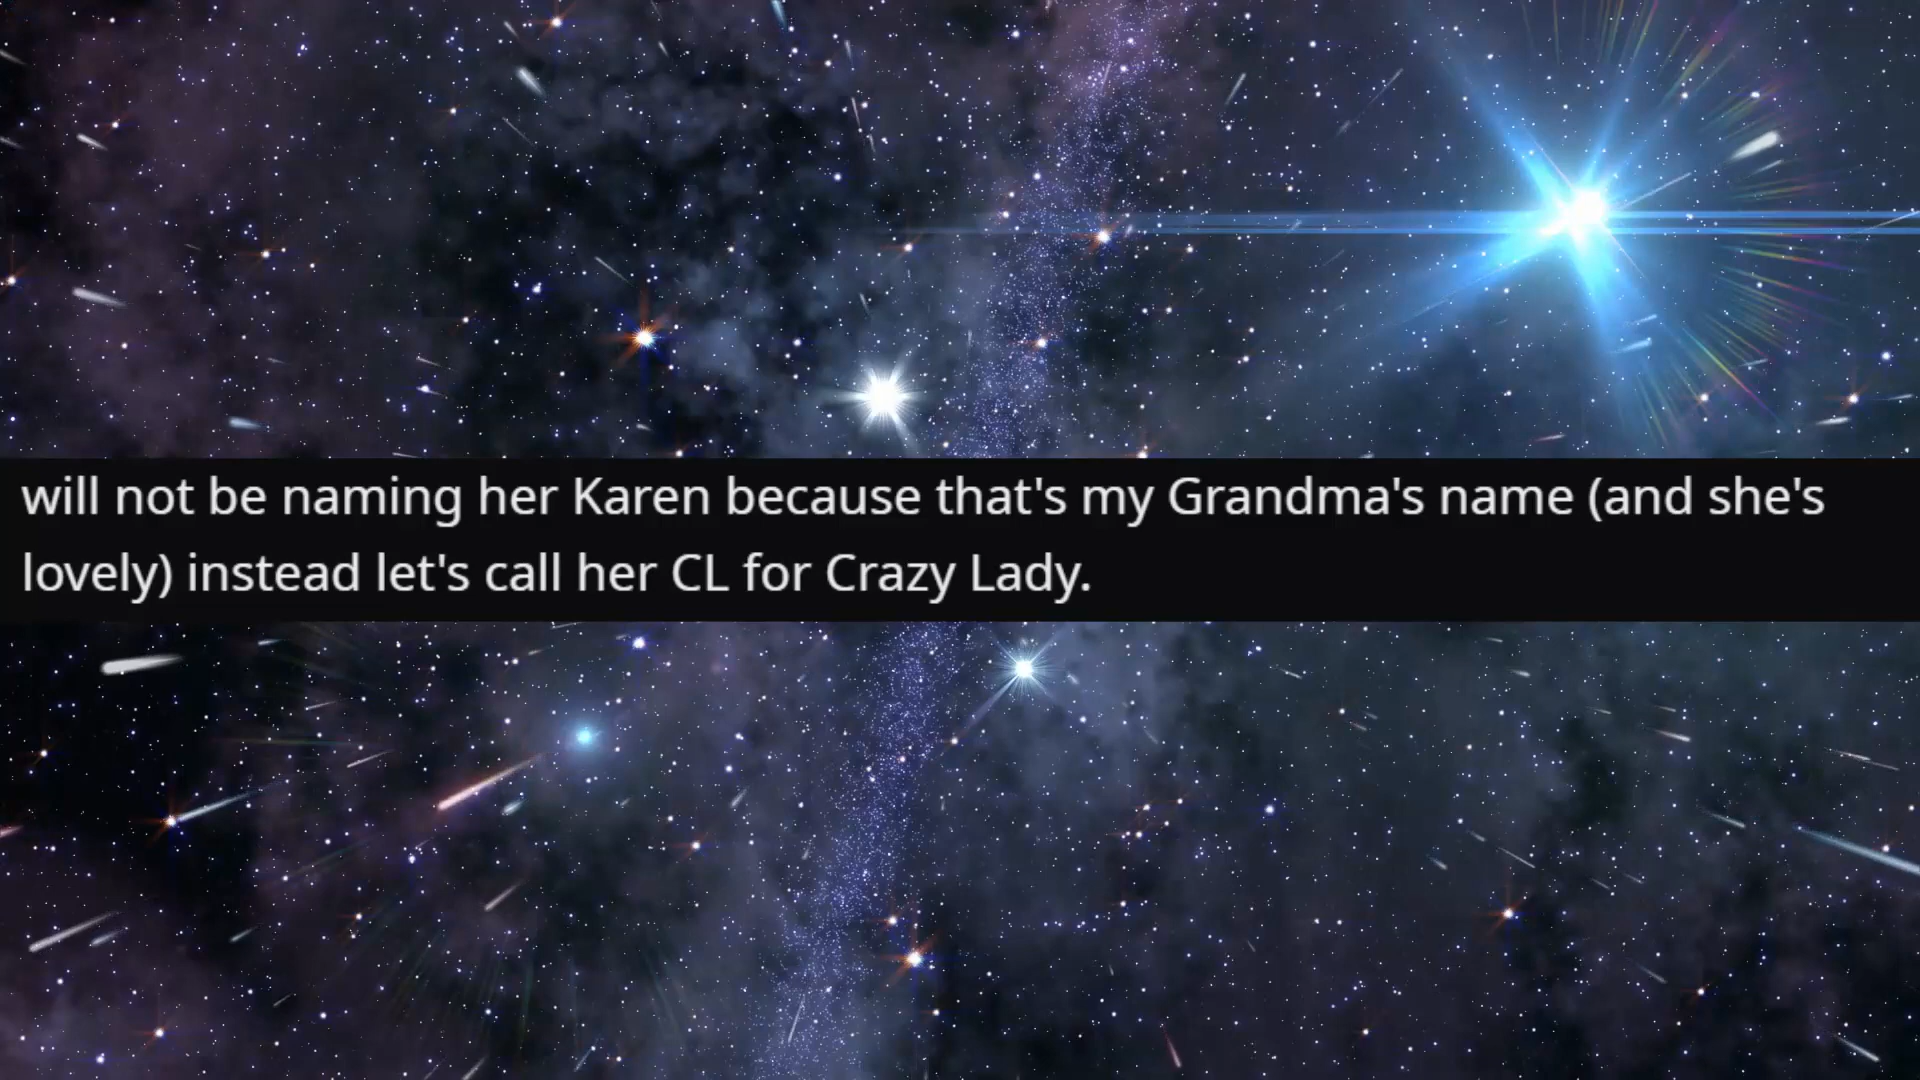 will not be naming her Karen because that's my Grandma's name (and she's
lovely) instead let's call her CL for Crazy Lady.